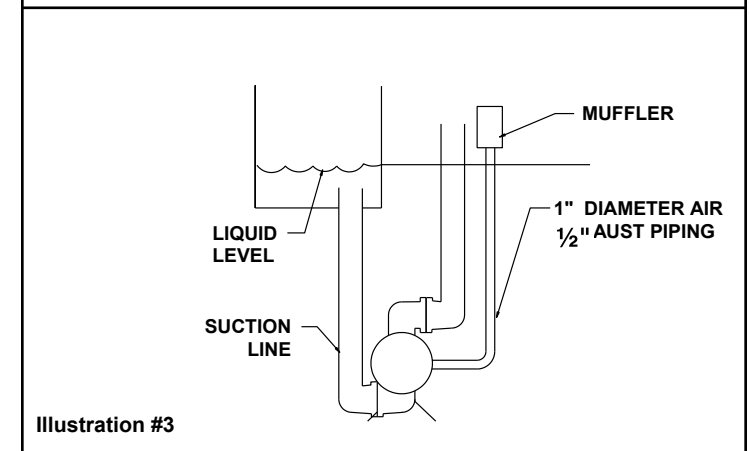 MUFFLER
1" DIAMETER AIR
½" AUST PIPING
LIQUID
LEVEL
SUCTION
LINE
Illustration #3